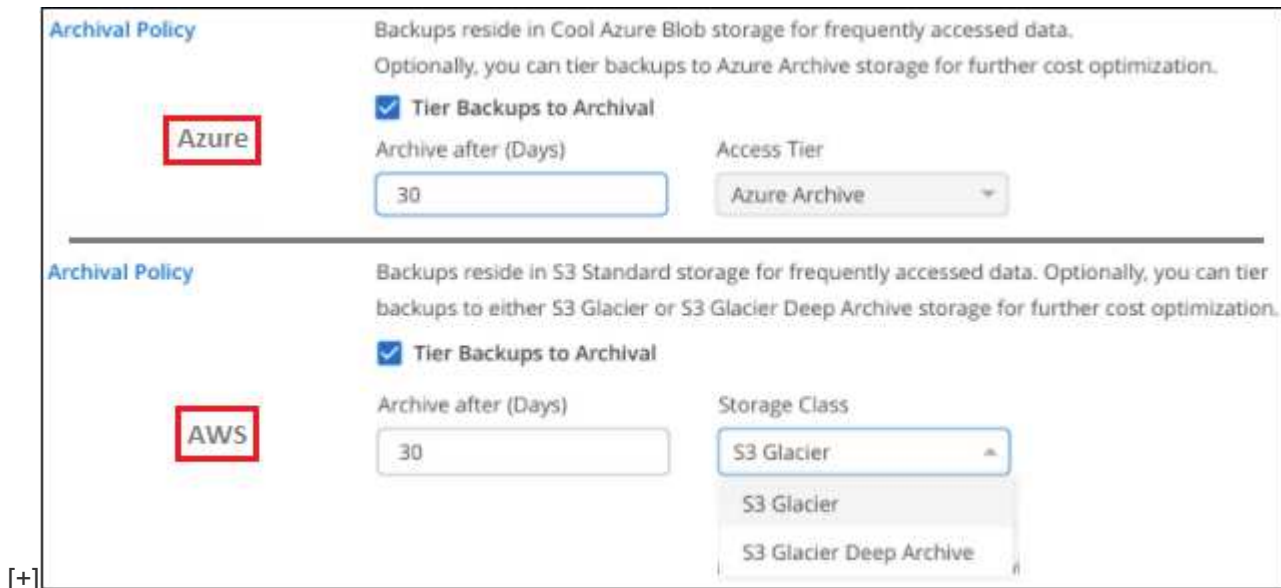 Archival Policy
Backups reside in Cool Azure Blob storage for frequently accessed data.
Optionally, you can tier backups to Azure Archive storage for further cost optimization.
Tier Backups to Archival
Azure
Archive after (Days)
Access Tier
30
Azure Archive
Archival Policy
Backups reside in S3 Standard storage for frequently accessed data. Optionally, you can tier
backups to either S3 Glacier or S3 Glacier Deep Archive storage for further cost optimization.
Tier Backups to Archival
AWS
Archive after (Days)
Storage Class
30
S3 Glacier
S3 Glacier
S3 Glacier Deep Archive
[+]